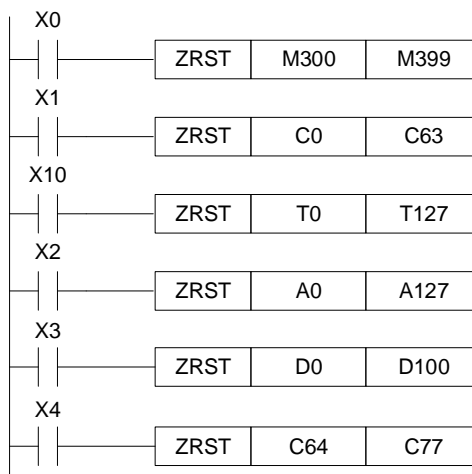 X0
ZRST M300 M399
X1
ZRST C0 C63
X10
ZRST T0 T127
X2
ZRST A0 A127
X3
ZRST D0 D100
X4
ZRST C64 C77